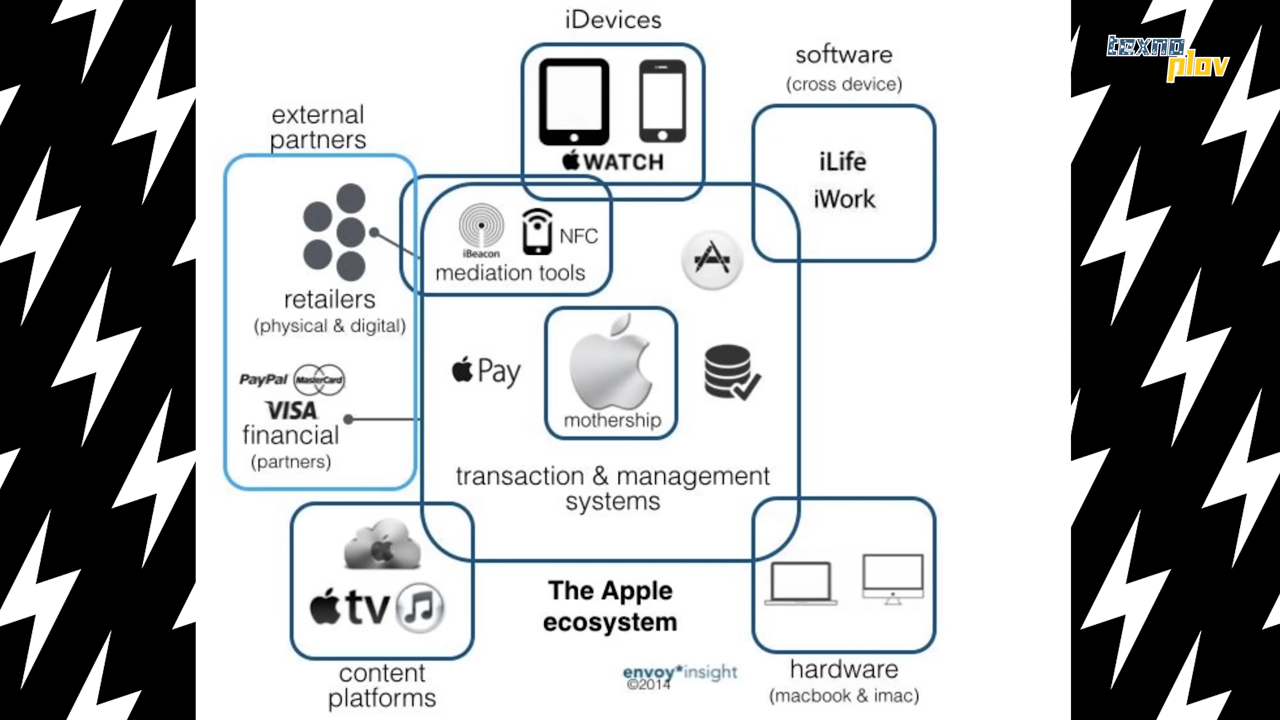 iDevices
WATCH
software
(cross device)
iLife
iWork
texno
plov
external
partners
retailers
(physical & digital)
PayPal MasterCard
VISA
financial
(partners)
iBeacon
NFC
mediation tools
Pay
mothership
transaction & management
systems
tv
content
platforms
The Apple
ecosystem
envoy*insight
©2014
hardware
(macbook & imac)